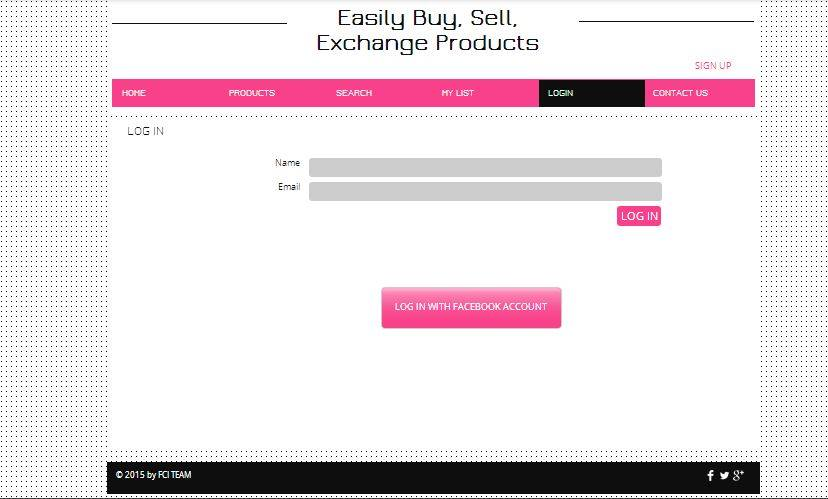 Easily Buy, Sell,
Exchange Products
SIGN UP
HOME PRODUCTS SEARCH MY LIST LOGIN CONTACT US
LOG IN
Name
Email
LOG IN
LOG IN WITH FACEBOOK ACCOUNT
© 2015 by FCI TEAM